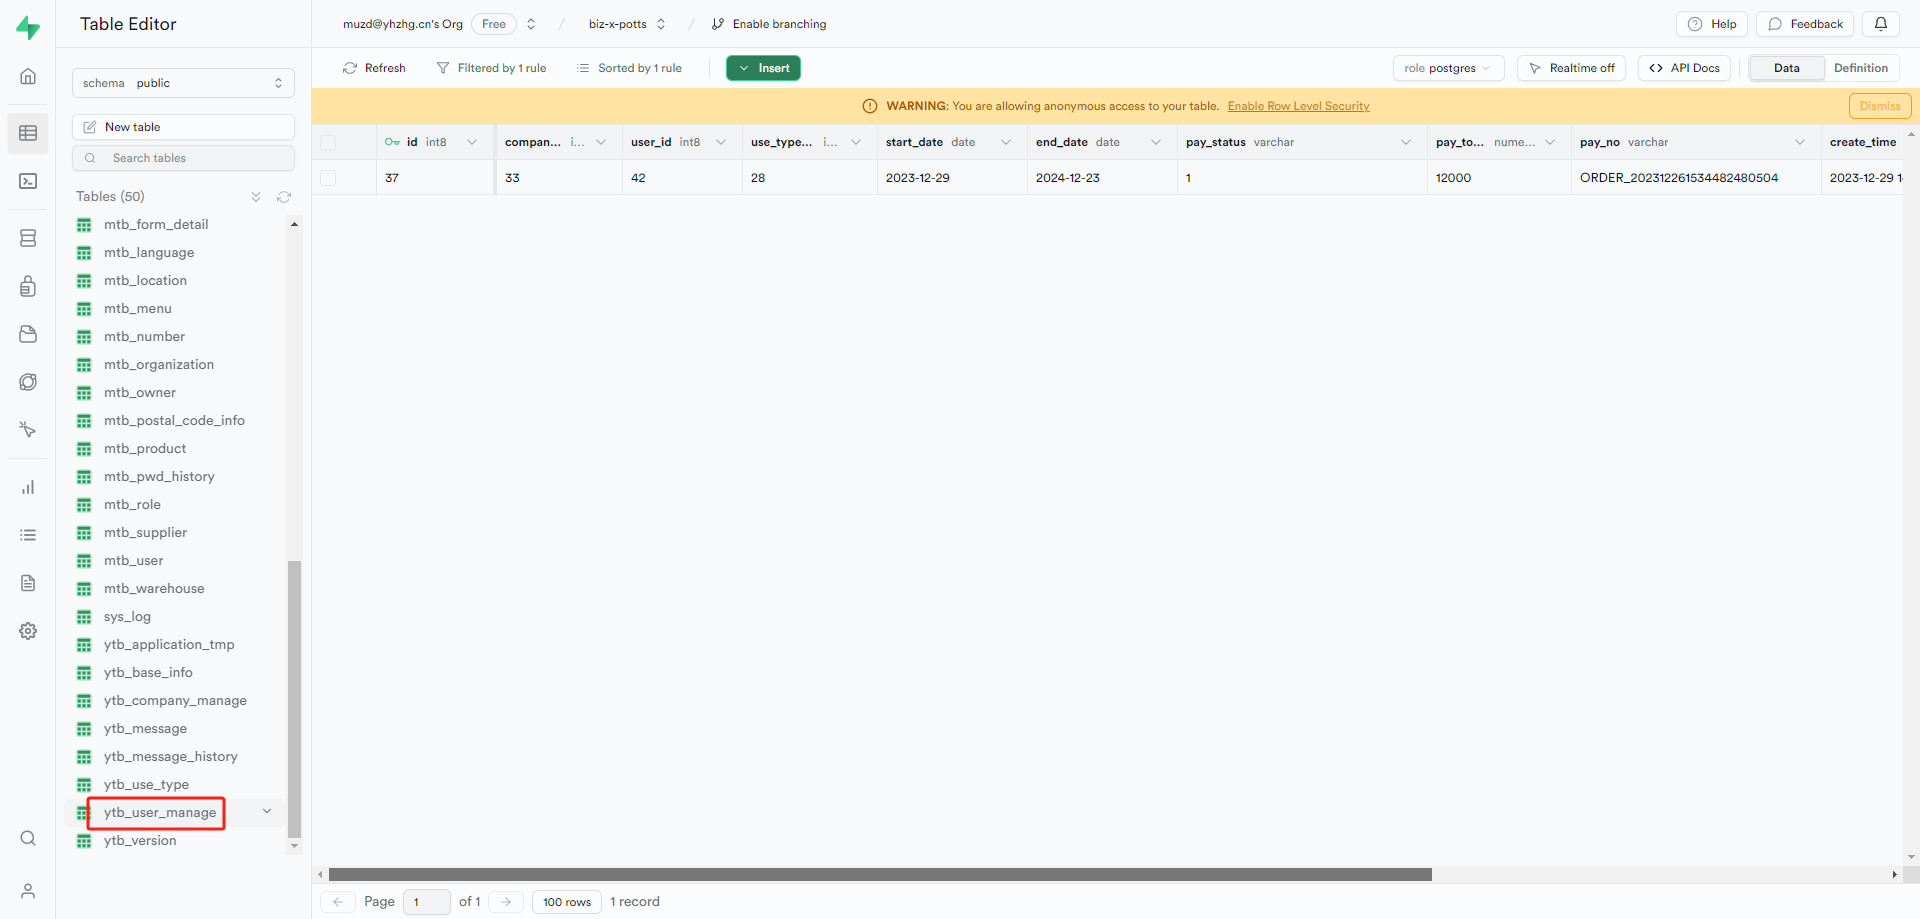 Table Editor
muzd@yhzhg.cn's Org Free / biz-x-potts / Enable branching
Help Feedback
schema public
Refresh Filtered by 1 rule Sorted by 1 rule Insert
role postgres Realtime off API Docs Data Definition
WARNING: You are allowing anonymous access to your table. Enable Row Level Security Dismiss
New table
Search tables
Tables (50)
mtb_form_detail
mtb_language
mtb_location
mtb_menu
mtb_number
mtb_organization
mtb_owner
mtb_postal_code_info
mtb_product
mtb_pwd_history
mtb_role
mtb_supplier
mtb_user
mtb_warehouse
sys_log
ytb_application_tmp
ytb_base_info
ytb_company_manage
ytb_message
ytb_message_history
ytb_use_type
ytb_user_manage
ytb_version
id int8 compan... i... user_id int8 use_type... i... start_date date end_date date pay_status varchar pay_to... nume... pay_no varchar create_time
37 33 42 28 2023-12-29 2024-12-23 1 12000 ORDER_202312261534482480504 2023-12-29 1
Page 1 of 1 100 rows 1 record